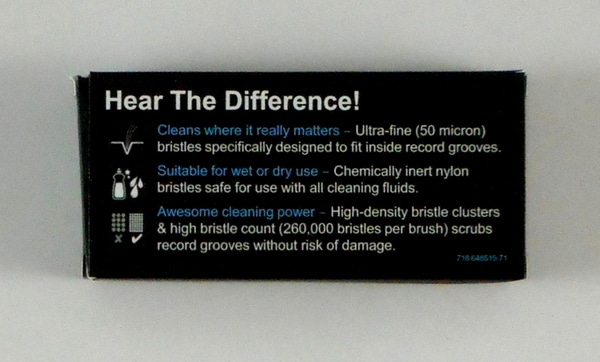 Hear The Difference!
Cleans where it really matters – Ultra-fine (50 micron)
bristles specifically designed to fit inside record grooves.
Suitable for wet or dry use – Chemically inert nylon
bristles safe for use with all cleaning fluids.
Awesome cleaning power – High-density bristle clusters
& high bristle count (260,000 bristles per brush) scrubs
record grooves without risk of damage.
718-648515-71